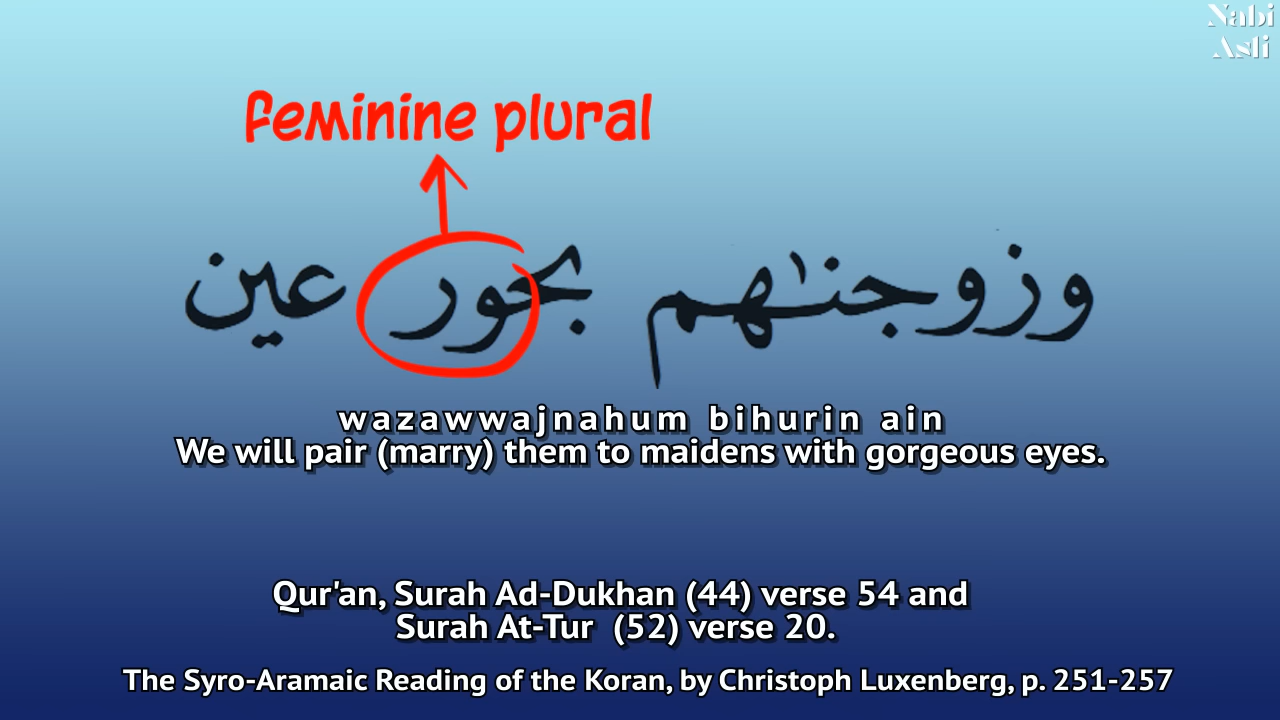 Nabi
Asli
feminine plural
وزوجنٰهم بحور عين
wazawwajnahum bihurin ain
We will pair (marry) them to maidens with gorgeous eyes.
Qur'an, Surah Ad-Dukhan (44) verse 54 and
Surah At-Tur (52) verse 20.
The Syro-Aramaic Reading of the Koran, by Christoph Luxenberg, p. 251-257